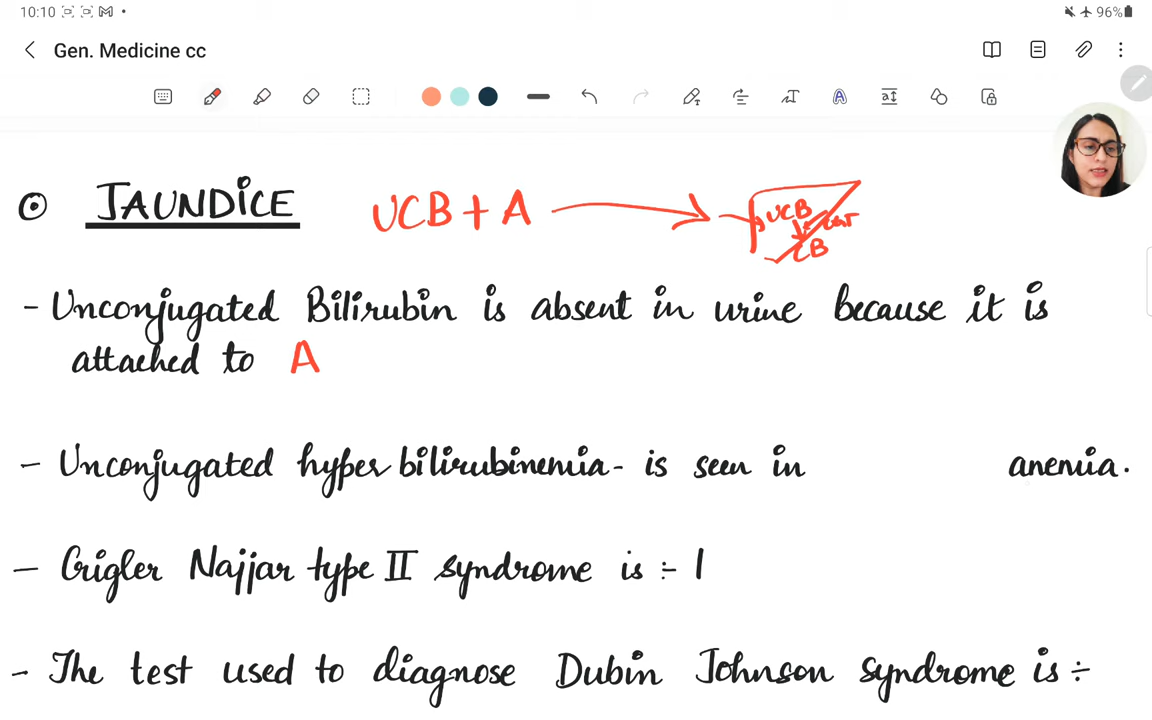 10:10
96%
Gen. Medicine cc
JAUNDICE UCB + A
UCB
CB
- Unconjugated Bilirubin is absent in urine because it is
attached to A
- Unconjugated hyper bilirubinemia - is seen in anemia.
- Crigler Najjar type II syndrome is :- 1
- The test used to diagnose Dubin Johnson syndrome is :-